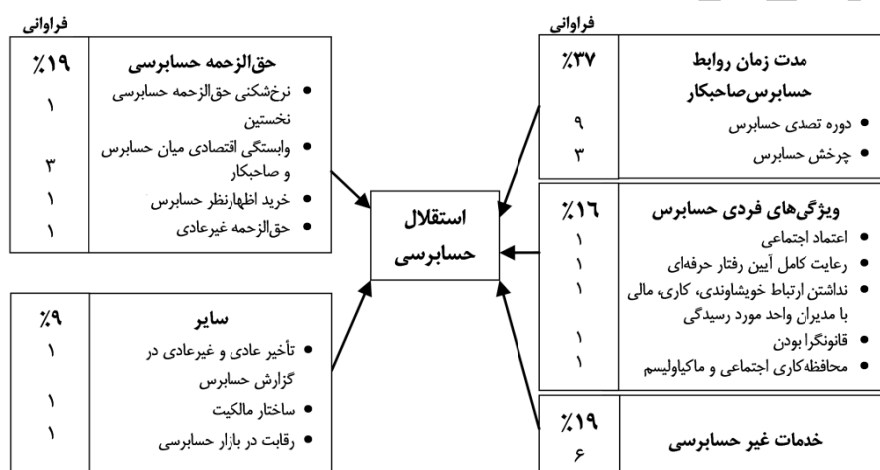 فراوانی
مدت زمان روابط ٪۳۷
حسابرس‌صاحبکار
• دوره تصدی حسابرس ۹
• چرخش حسابرس ۳
ویژگی‌های فردی حسابرس ٪۱۶
• اعتماد اجتماعی ۱
• رعایت کامل آیین رفتار حرفه‌ای ۱
• نداشتن ارتباط خویشاوندی، کاری، مالی ۱
با مدیران واحد مورد رسیدگی
• قانونگرا بودن ۱
• محافظه‌کاری اجتماعی و ماکیاولیسم ۱
خدمات غیر حسابرسی ٪۱۹
۶
استقلال
حسابرسی
فراوانی
حق‌الزحمه حسابرسی ٪۱۹
• نرخ‌شکنی حق‌الزحمه حسابرسی ۱
نخستین
• وابستگی اقتصادی میان حسابرس ۳
و صاحبکار
• خرید اظهارنظر حسابرس ۱
• حق‌الزحمه غیرعادی ۱
سایر ٪۹
• تأخیر عادی و غیرعادی در ۱
گزارش حسابرس
• ساختار مالکیت ۱
• رقابت در بازار حسابرسی ۱